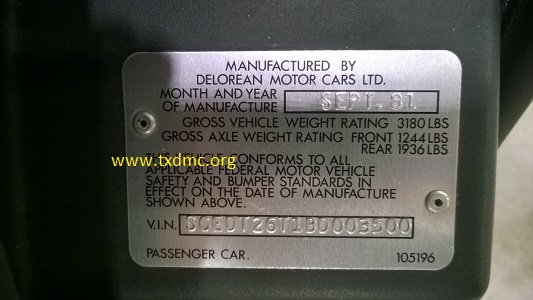 MANUFACTURED BY
DELOREAN MOTOR CARS LTD.
MONTH AND YEAR
OF MANUFACTURE SEPT. 81
GROSS VEHICLE WEIGHT RATING 3180 LBS
GROSS AXLE WEIGHT RATING FRONT 1244 LBS
REAR 1936 LBS
www.txdmc.org
THIS VEHICLE CONFORMS TO ALL
APPLICABLE FEDERAL MOTOR VEHICLE
SAFETY AND BUMPER STANDARDS IN
EFFECT ON THE DATE OF MANUFACTURE
SHOWN ABOVE.
V.I.N. SCEDT26T1BD003500
PASSENGER CAR. 105196